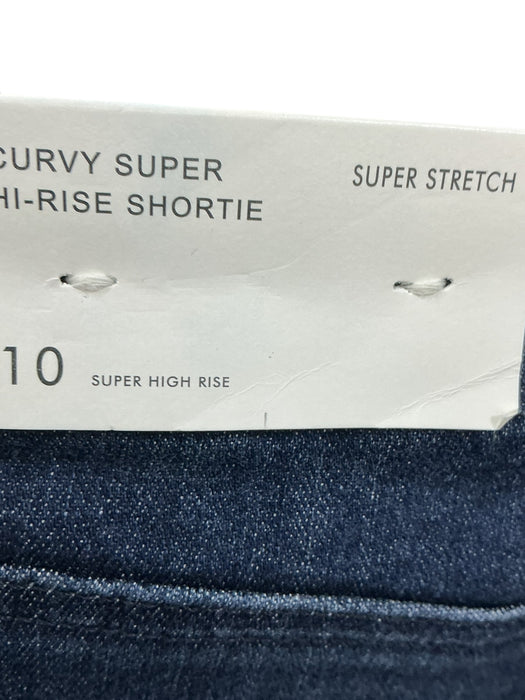 CURVY SUPER
HI-RISE SHORTIE
SUPER STRETCH
10
SUPER HIGH RISE